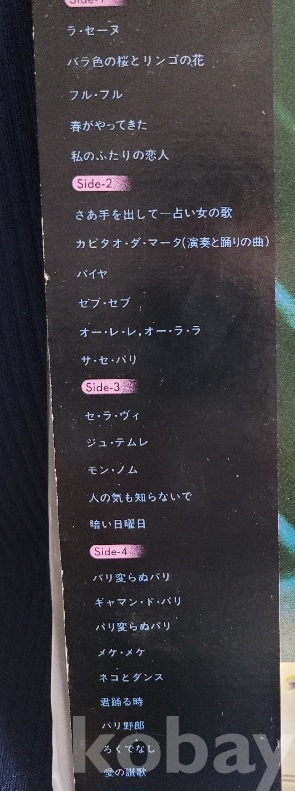 Side-1
ラ・セーヌ
バラ色の桜とリンゴの花
フル・フル
春がやってきた
私のふたりの恋人
Side-2
さあ手を出して—占い女の歌
カピタオ・ダ・マータ(演奏と踊りの曲)
バイヤ
ゼブ・セブ
オー・レ・レ,オー・ラ・ラ
サ・セ・パリ
Side-3
セ・ラ・ヴィ
ジュ・テムレ
モン・ノム
人の気も知らないで
暗い日曜日
Side-4
パリ変らぬパリ
ギャマン・ド・パリ
パリ変らぬパリ
メケ・メケ
ネコとダンス
君踊る時
パリ野郎
ろくでなし
愛の讃歌
kobay